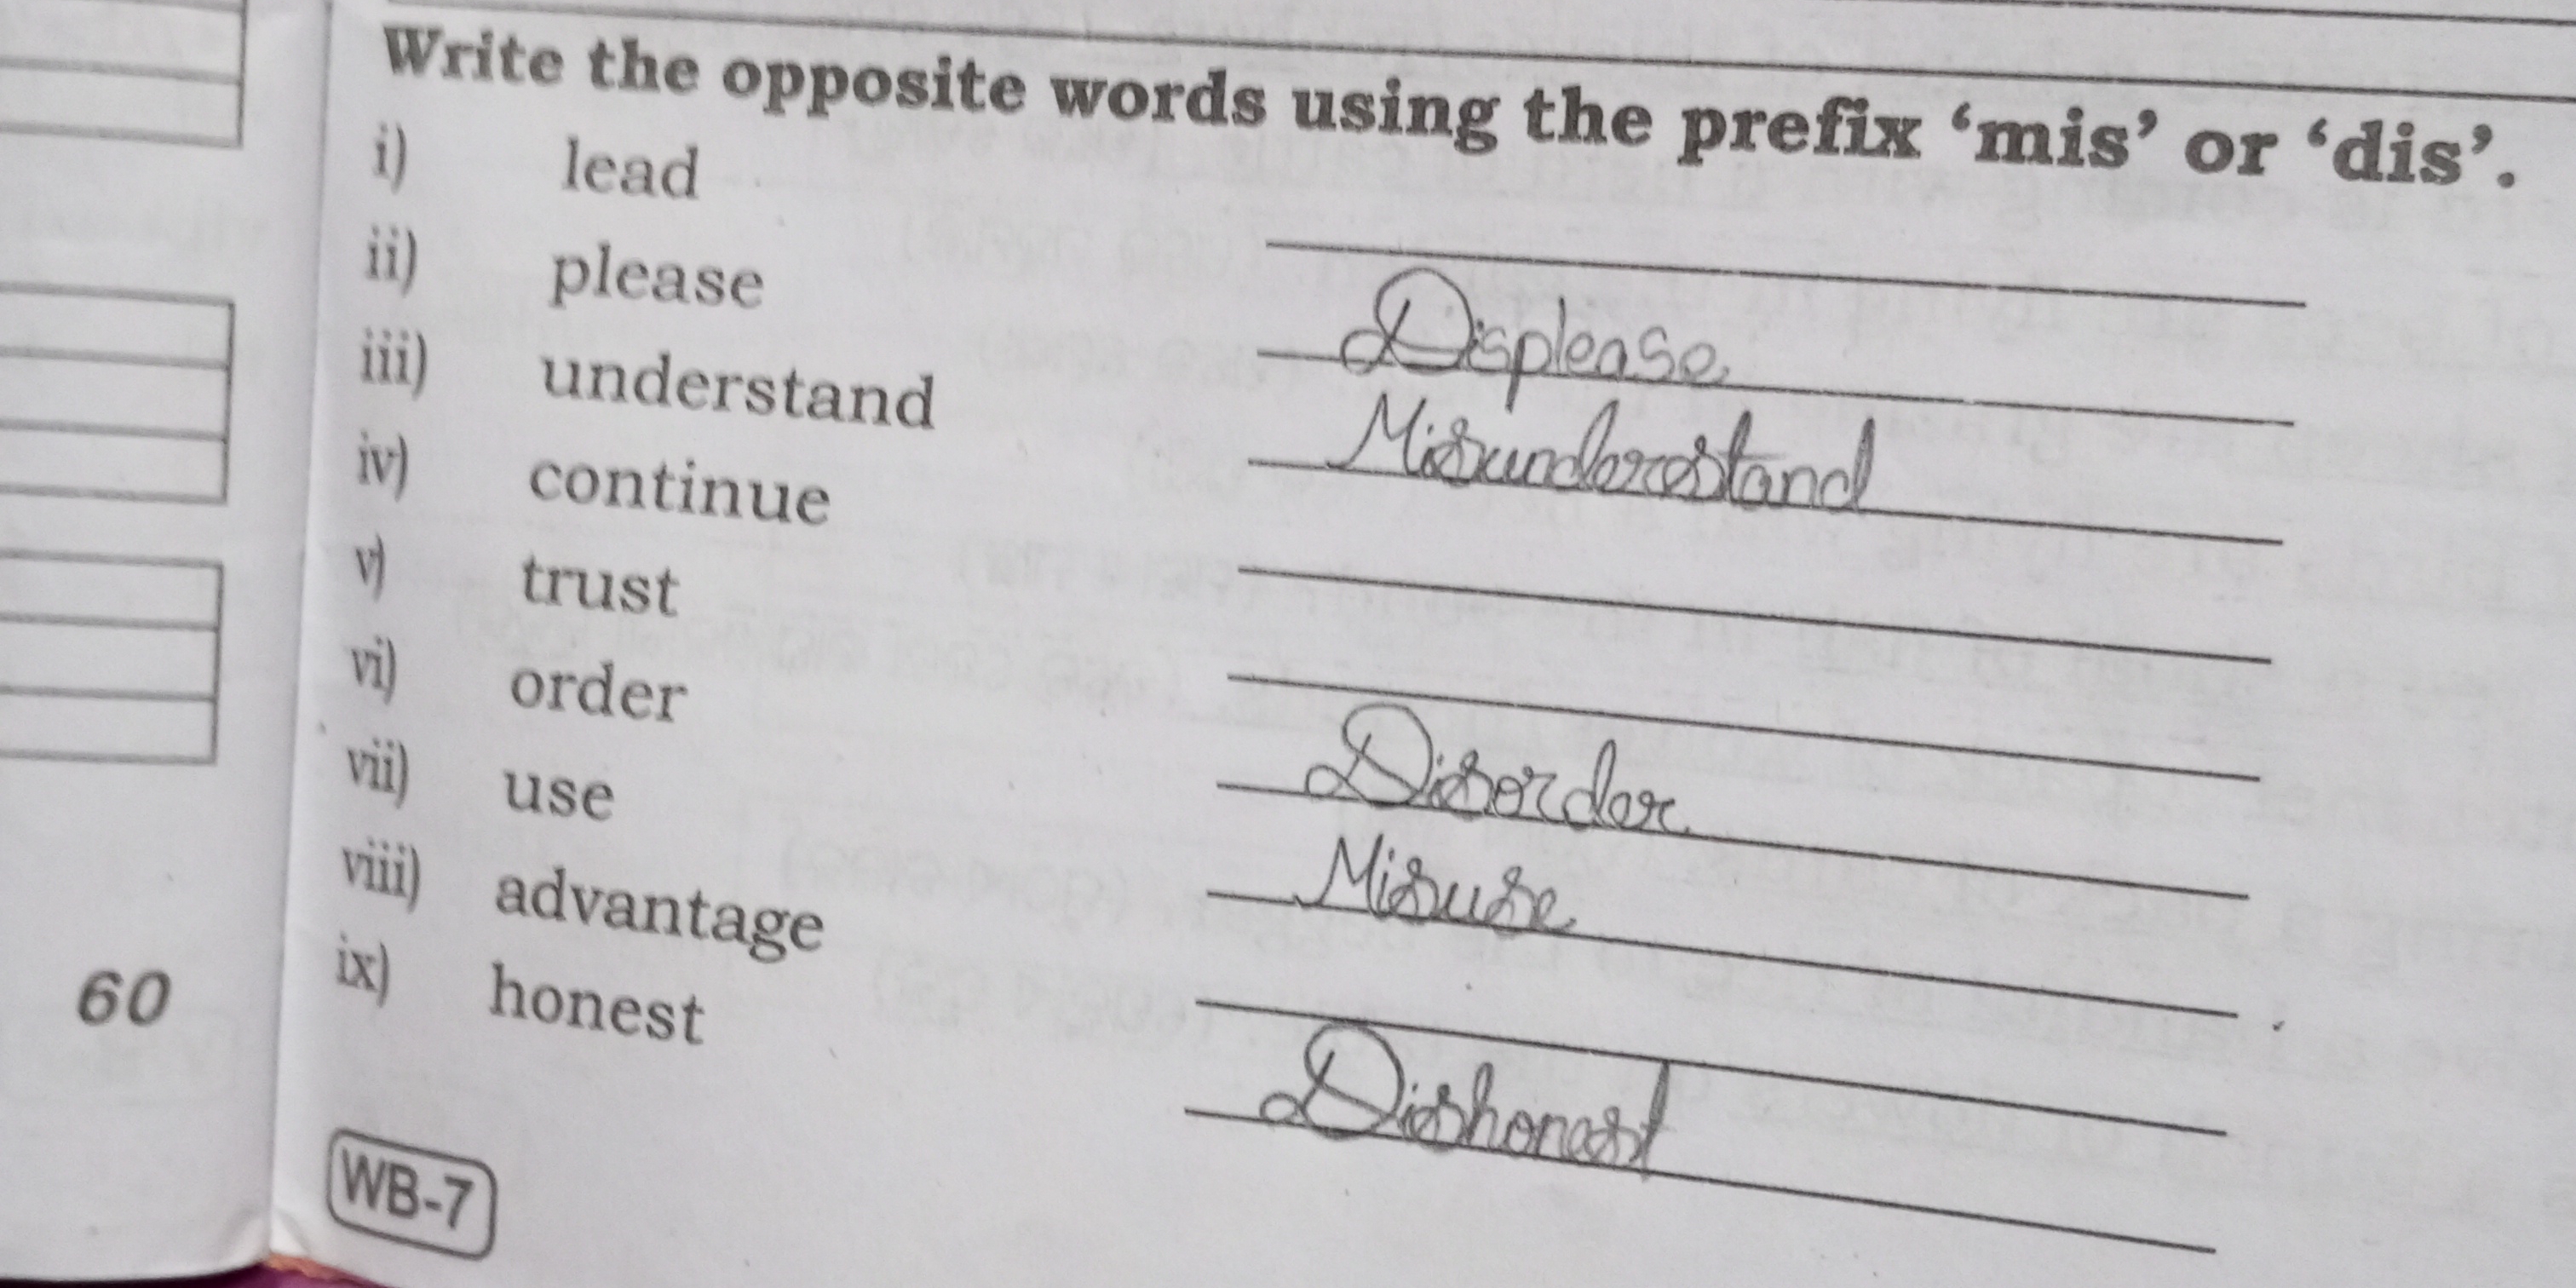 Write the opposite words using the prefix ‘mis’ or ‘dis’.
i) lead
ii) please Displease
iii) understand Misunderstand
iv) continue
v) trust
vi) order Disorder
vii) use Misuse
viii) advantage
ix) honest Dishonest
60
WB-7